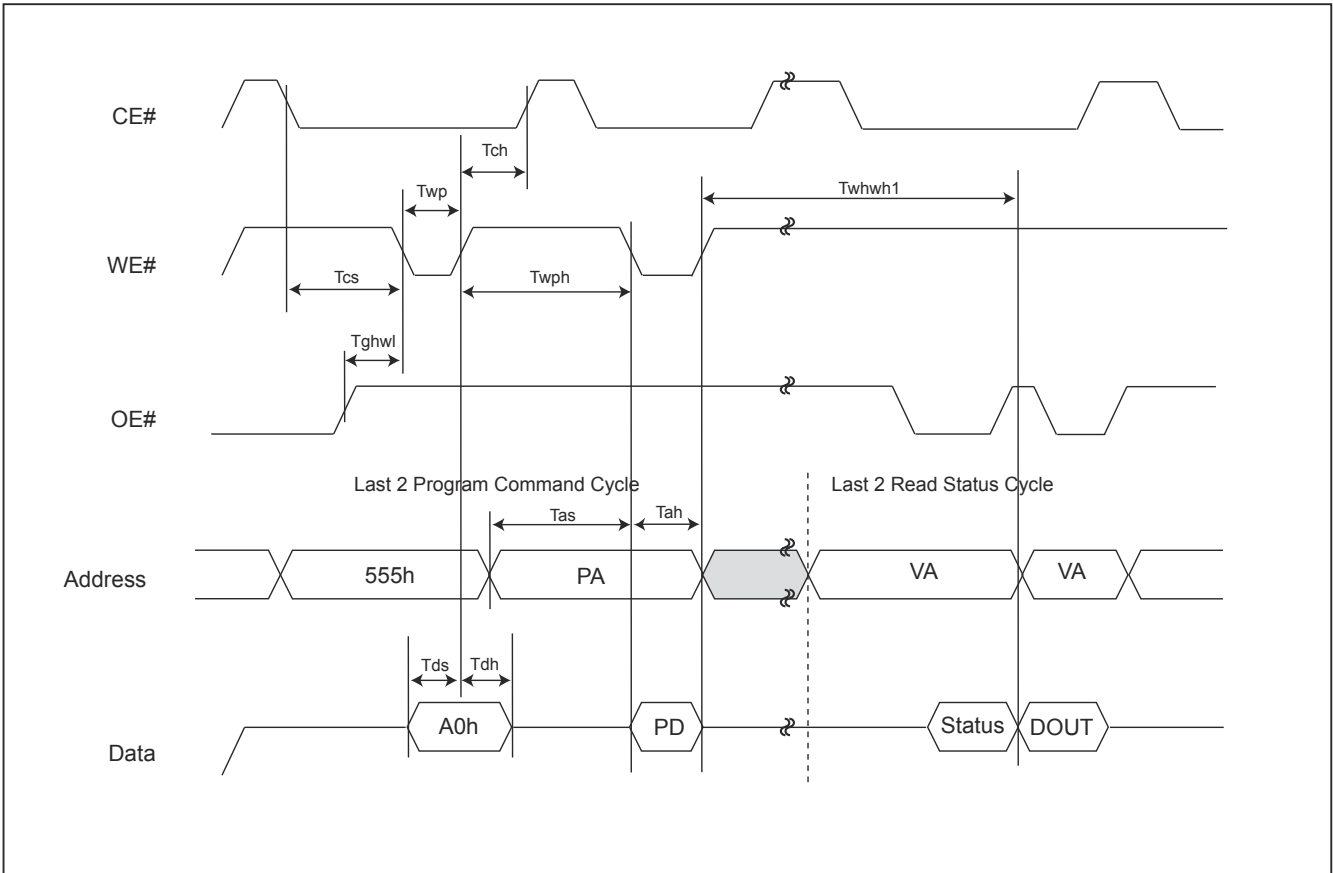 CE#
Tch
Twp
Twhwh1
WE#
Tcs
Twph
Tghwl
OE#
Last 2 Program Command Cycle
Last 2 Read Status Cycle
Tas
Tah
Address
555h
PA
VA
VA
Tds
Tdh
A0h
PD
Status
DOUT
Data